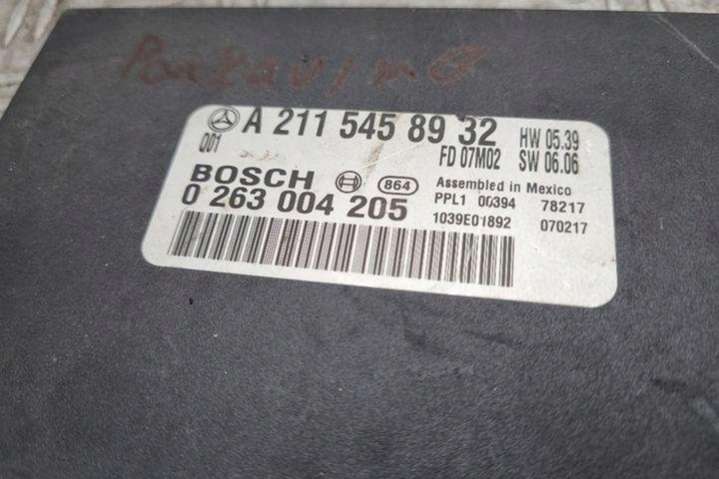 A 211 545 89 32
001
FD 07M02
HW 05.39
SW 06.06
BOSCH
864
0 263 004 205
Assembled in Mexico
PPL1 00394 78217
1039E01892 070217